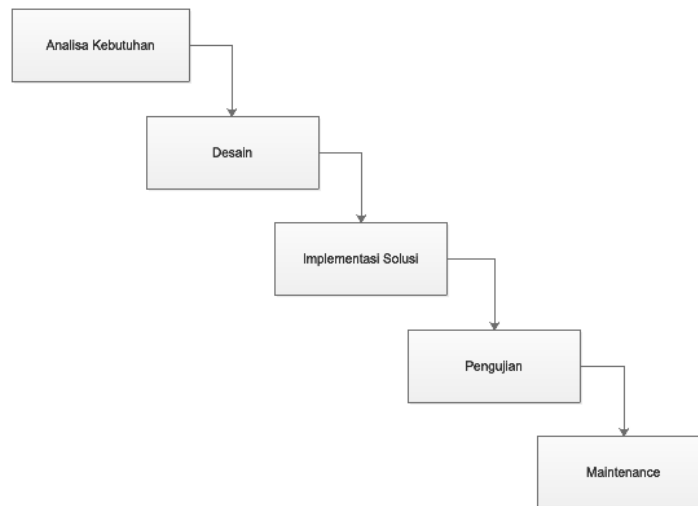 Analisa Kebutuhan
Desain
Implementasi Solusi
Pengujian
Maintenance